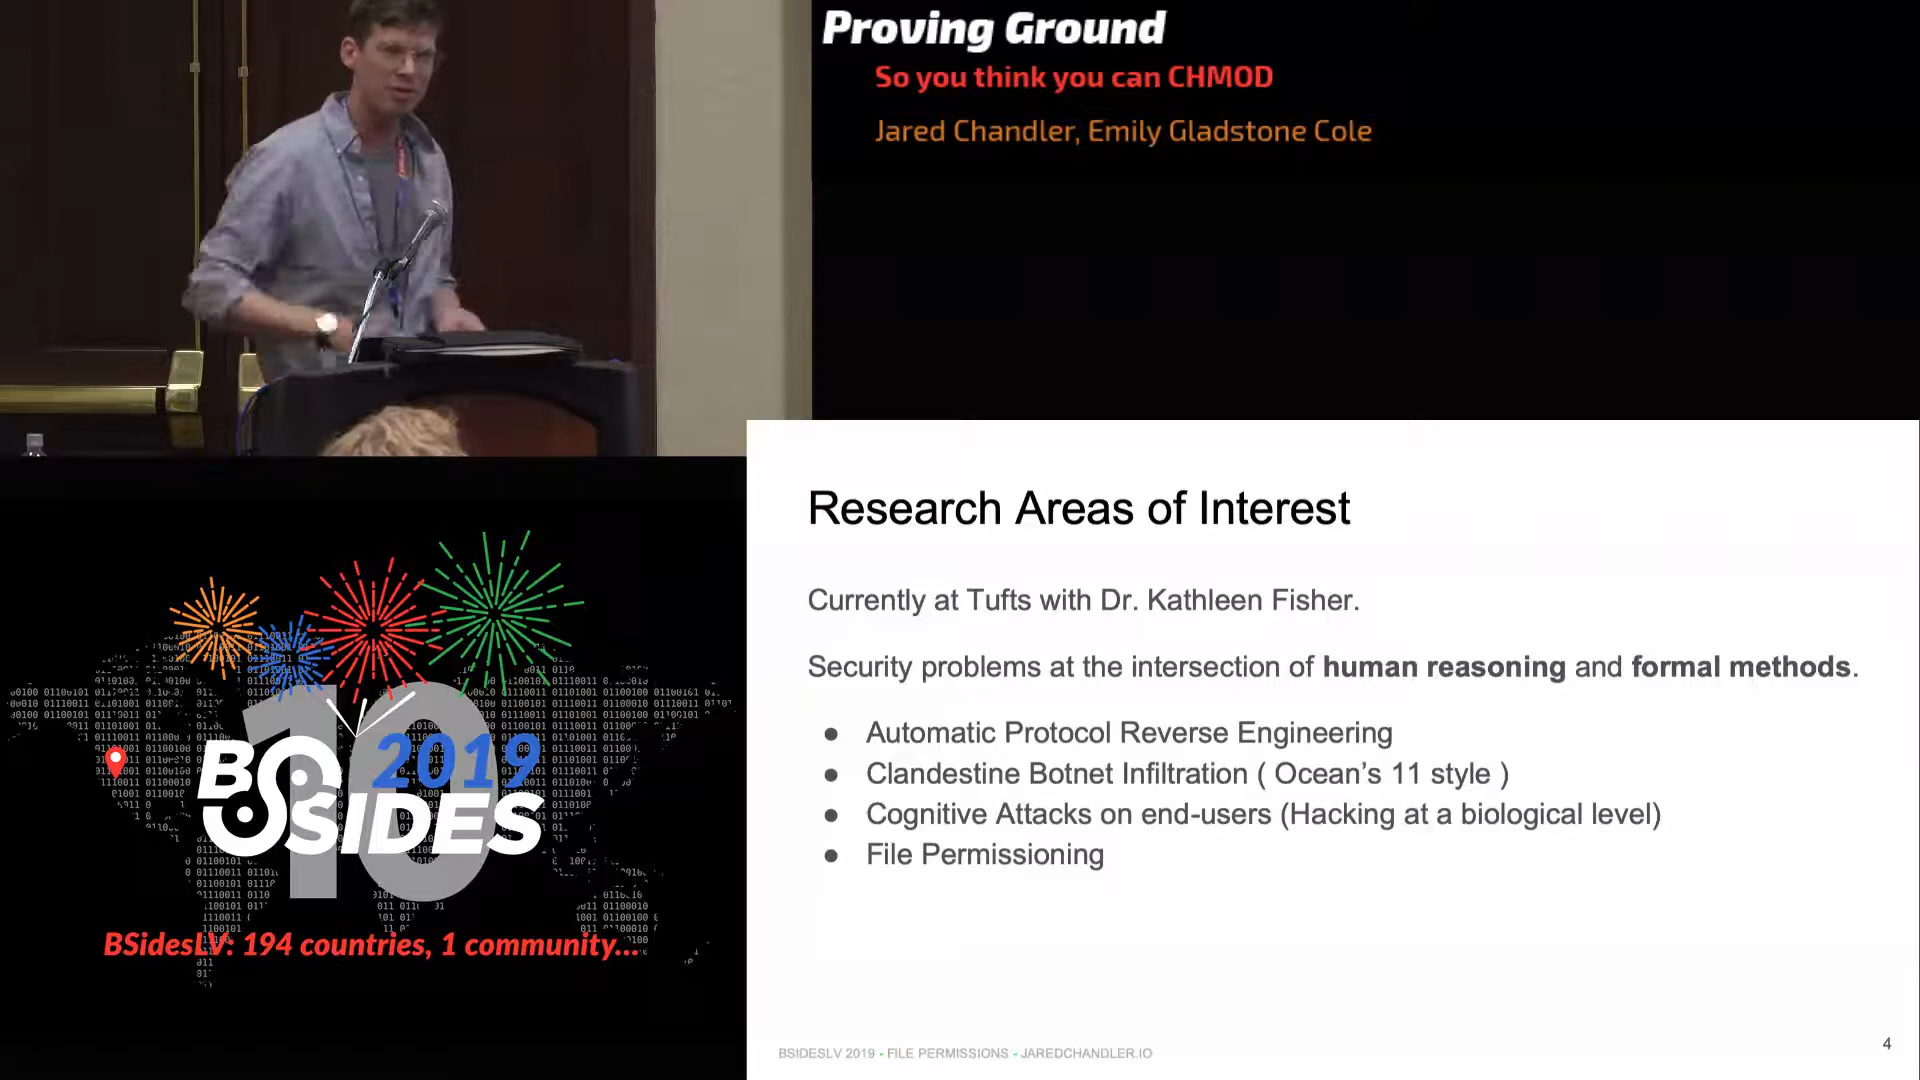 Proving Ground
So you think you can CHMOD
Jared Chandler, Emily Gladstone Cole
Research Areas of Interest
Currently at Tufts with Dr. Kathleen Fisher.
Security problems at the intersection of human reasoning and formal methods.
● Automatic Protocol Reverse Engineering
● Clandestine Botnet Infiltration ( Ocean's 11 style )
● Cognitive Attacks on end-users (Hacking at a biological level)
● File Permissioning
BSIDESLV 2019 - FILE PERMISSIONS - JAREDCHANDLER.IO
4
10
2019
BSIDES
BSidesLV: 194 countries, 1 community...